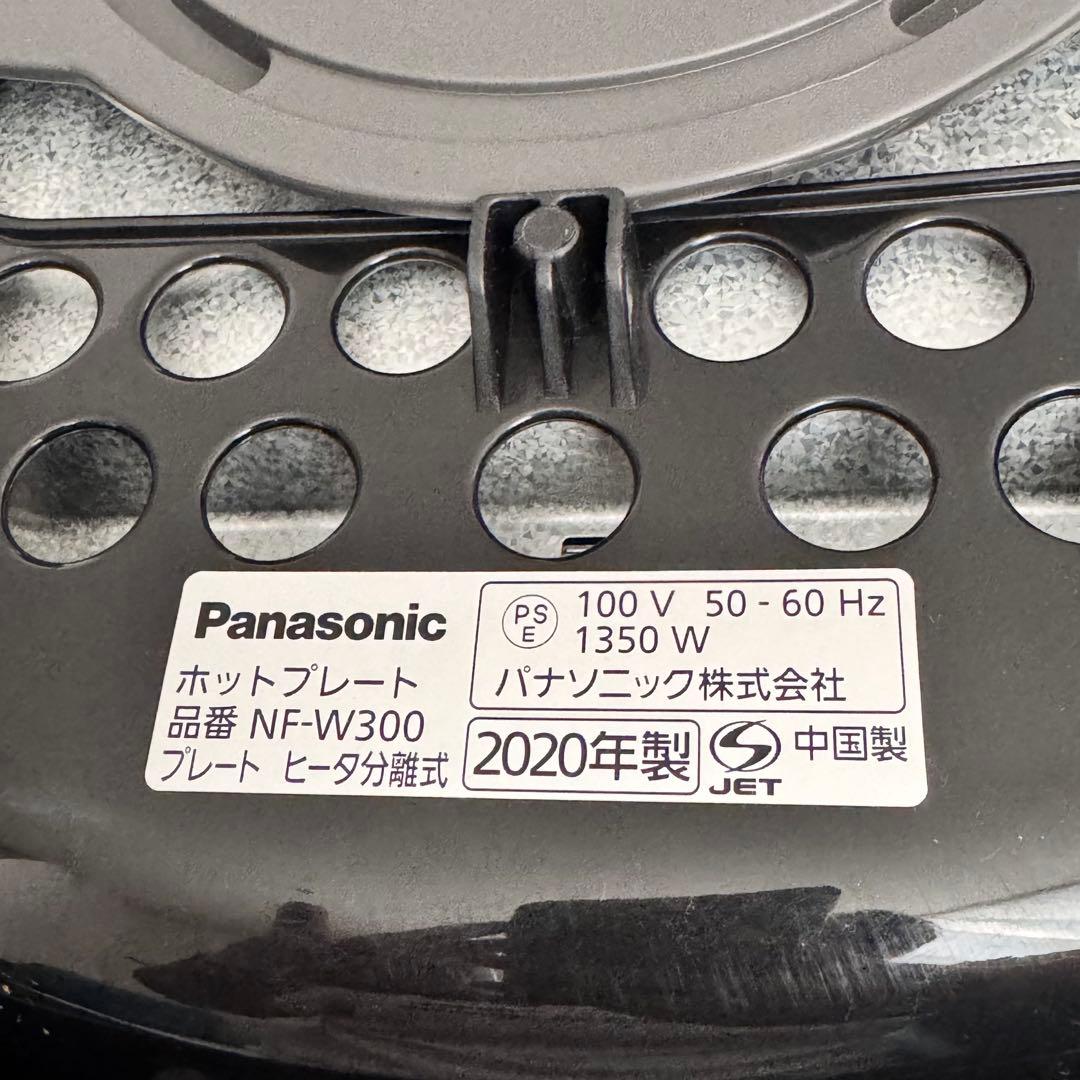 Panasonic
ホットプレート
品番 NF-W300
プレート ヒータ分離式
PS
E
100 V 50 - 60 Hz
1350 W
パナソニック株式会社
2020年製
JET
中国製